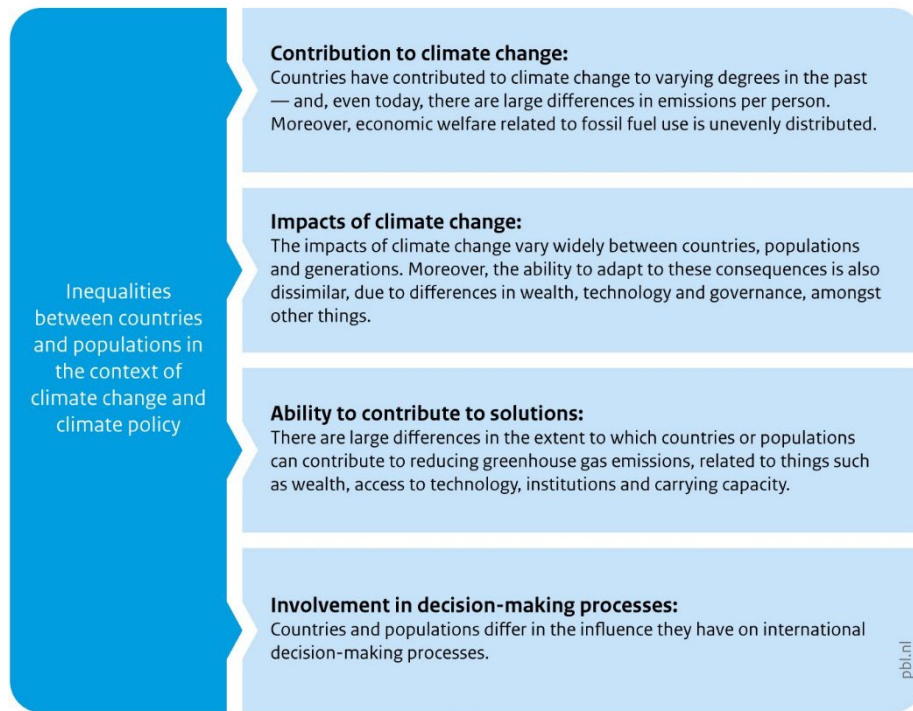 Inequalities
between countries
and populations in
the context of
climate change and
climate policy
Contribution to climate change:
Countries have contributed to climate change to varying degrees in the past
— and, even today, there are large differences in emissions per person.
Moreover, economic welfare related to fossil fuel use is unevenly distributed.
Impacts of climate change:
The impacts of climate change vary widely between countries, populations
and generations. Moreover, the ability to adapt to these consequences is also
dissimilar, due to differences in wealth, technology and governance, amongst
other things.
Ability to contribute to solutions:
There are large differences in the extent to which countries or populations
can contribute to reducing greenhouse gas emissions, related to things such
as wealth, access to technology, institutions and carrying capacity.
Involvement in decision-making processes:
Countries and populations differ in the influence they have on international
decision-making processes.
pbl.nl